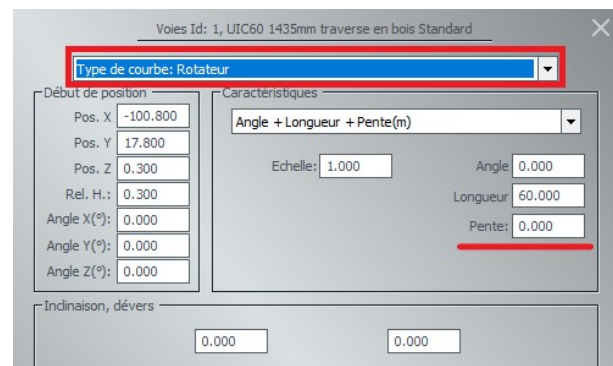 Voies Id: 1, UIC60 1435mm traverse en bois Standard
Type de courbe: Rotateur
Début de position
Pos. X -100.800
Pos. Y 17.800
Pos. Z 0.300
Rel. H.: 0.300
Angle X(°): 0.000
Angle Y(°): 0.000
Angle Z(°): 0.000
Caractéristiques
Angle + Longueur + Pente(m)
Echelle: 1.000
Angle 0.000
Longueur 60.000
Pente: 0.000
Inclinaison, dévers
0.000 0.000